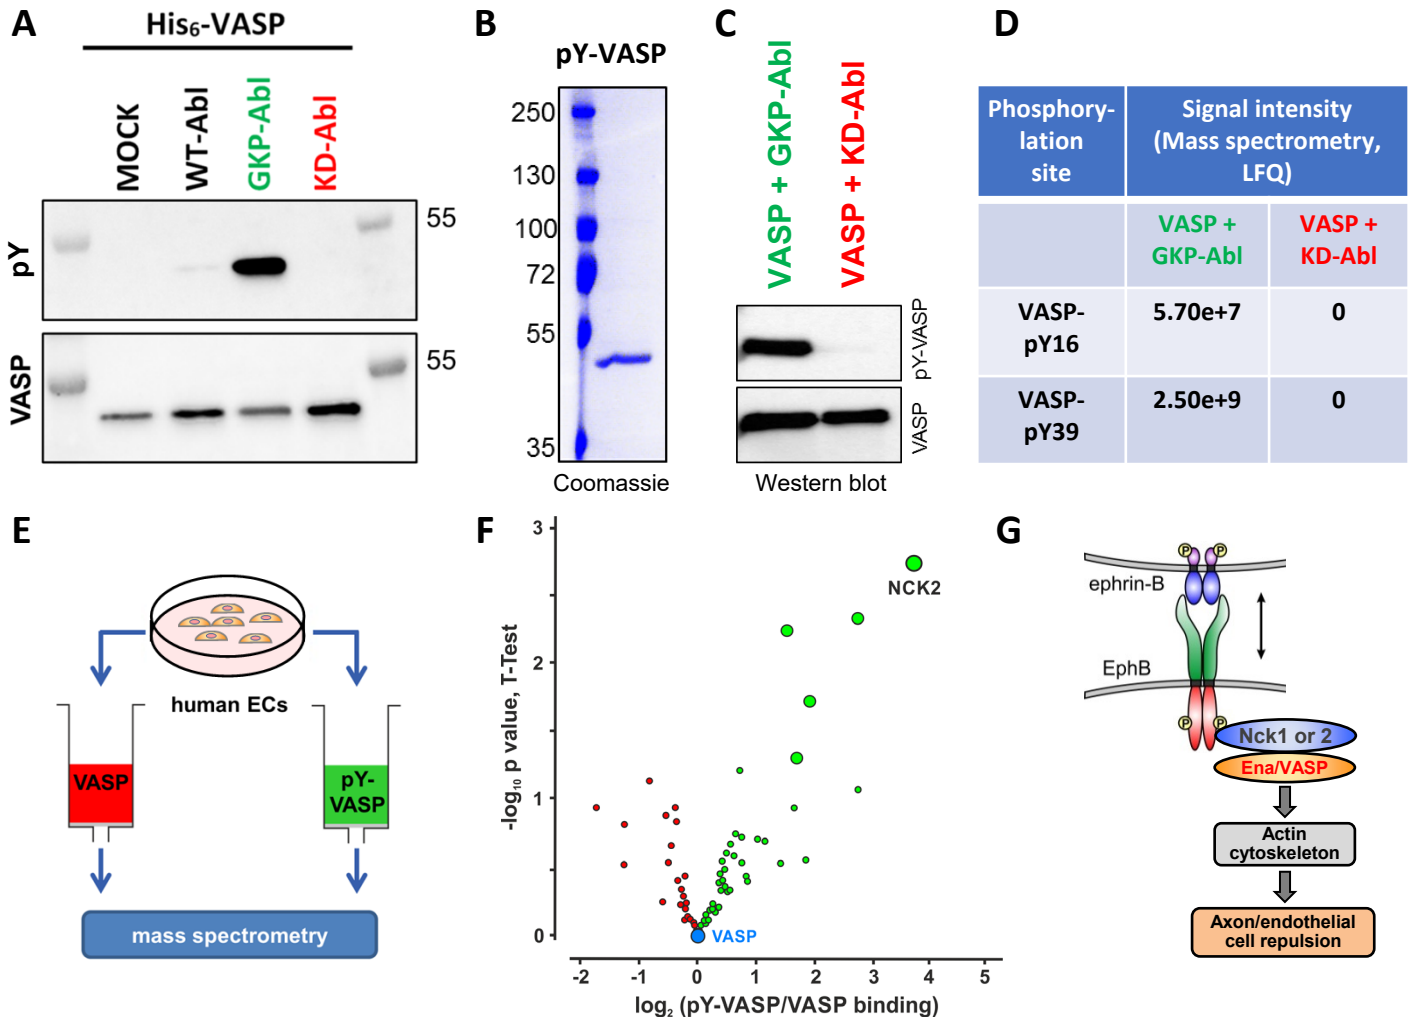 A
His₆-VASP
MOCK
WT-Abl
GKP-Abl
KD-Abl
pY
55
VASP
55
B
pY-VASP
250
130
100
72
55
35
Coomassie
C
VASP + GKP-Abl
VASP + KD-Abl
pY-VASP
VASP
Western blot
D
Phosphory-
lation
site
Signal intensity
(Mass spectrometry,
LFQ)
VASP +
GKP-Abl
VASP +
KD-Abl
VASP-
pY16
5.70e+7
0
VASP-
pY39
2.50e+9
0
E
human ECs
VASP
pY-
VASP
mass spectrometry
F
-log₁₀ p value, T-Test
3
2
1
0
NCK2
VASP
-2
-1
0
1
2
3
4
5
log₂ (pY-VASP/VASP binding)
G
P
P
ephrin-B
EphB
P
P
Nck1 or 2
Ena/VASP
Actin
cytoskeleton
Axon/endothelial
cell repulsion